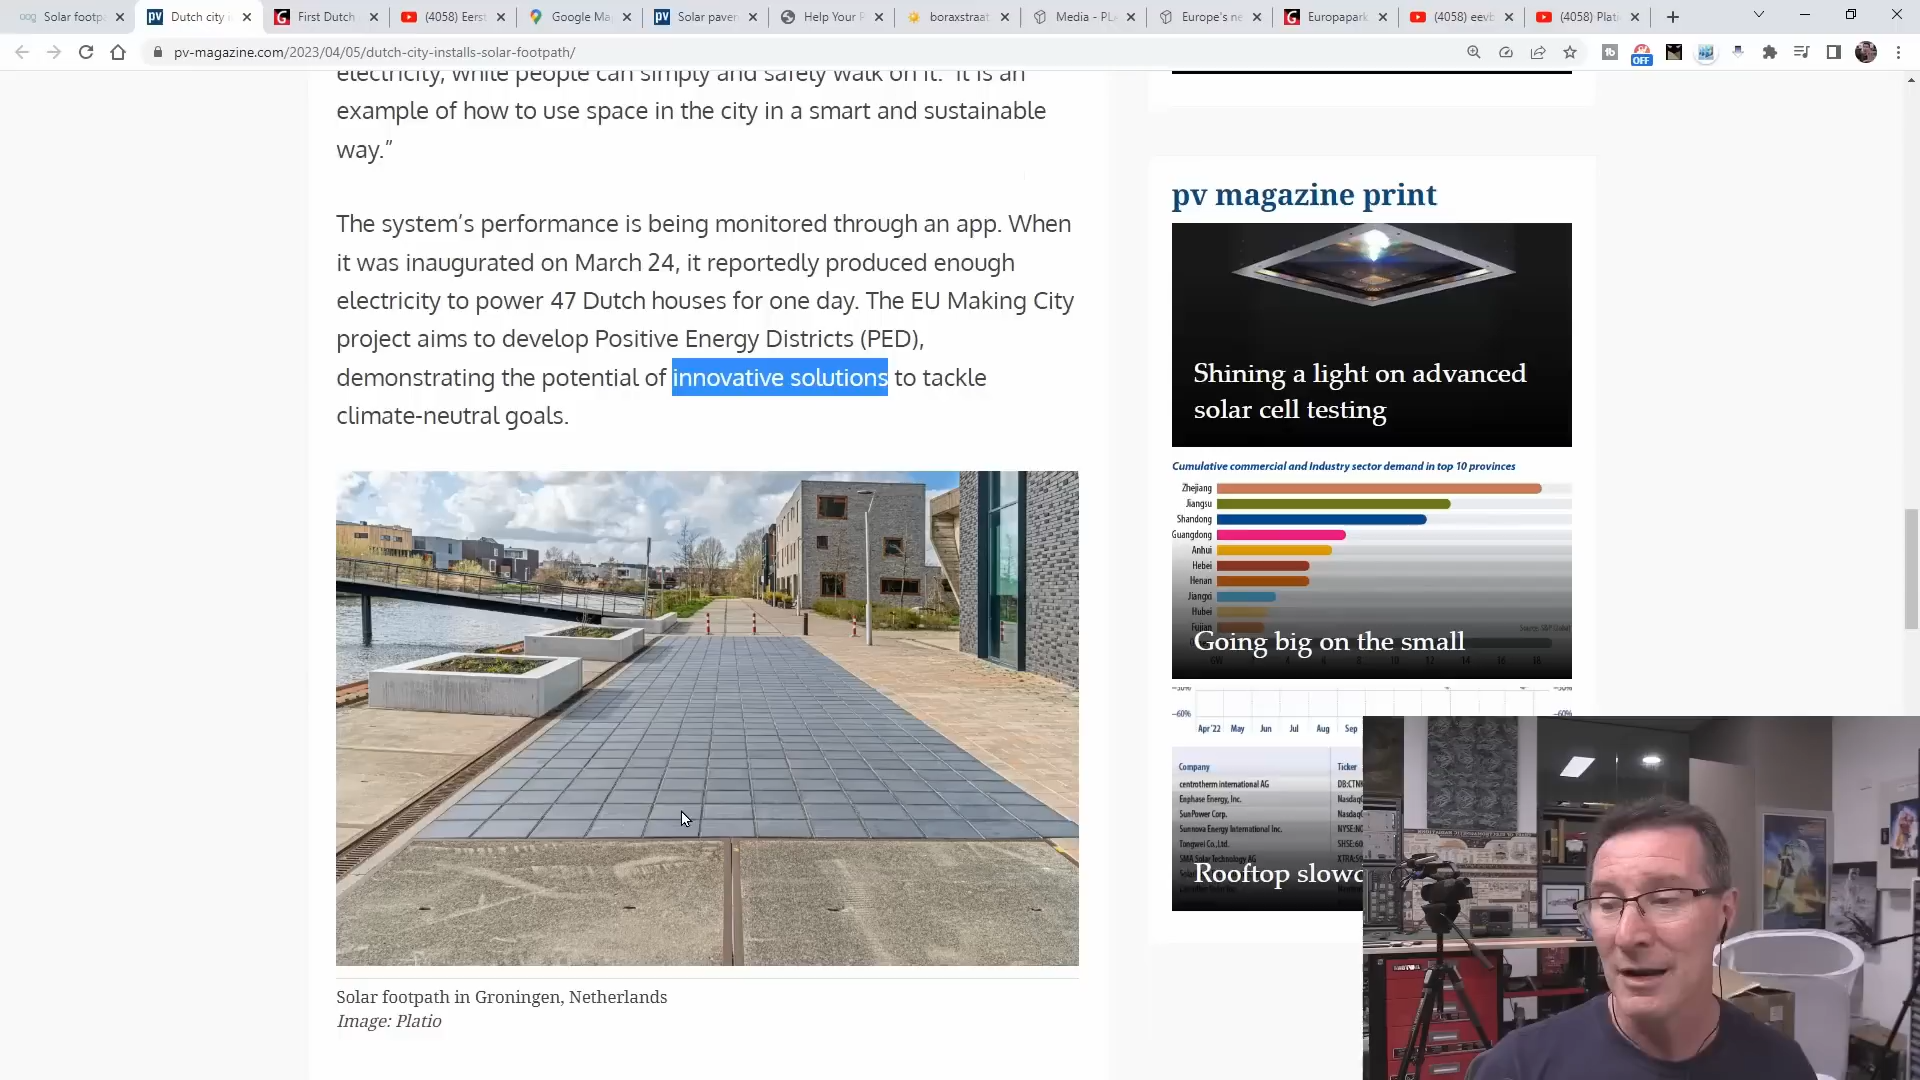 Solar footpa
Dutch city
First Dutch
(4058) Eerst
Google Ma
Solar paver
Help Your P
boraxstraat
Media - PL
Europe's ne
Europapark
(4058) eevb
(4058) Plati
pv-magazine.com/2023/04/05/dutch-city-installs-solar-footpath/
OFF
electricity, while people can simply and safely walk on it. "It is an
example of how to use space in the city in a smart and sustainable
way.”
The system’s performance is being monitored through an app. When
it was inaugurated on March 24, it reportedly produced enough
electricity to power 47 Dutch houses for one day. The EU Making City
project aims to develop Positive Energy Districts (PED),
demonstrating the potential of innovative solutions to tackle
climate-neutral goals.
Solar footpath in Groningen, Netherlands
Image: Platio
pv magazine print
Shining a light on advanced
solar cell testing
Cumulative commercial and Industry sector demand in top 10 provinces
Zhejiang
Jiangsu
Shandong
Guangdong
Anhui
Hebei
Henan
Jiangxi
Hubei
Fujian
Going big on the small
-60% -60%
Apr'22 May Jun Jul Aug Sep
Company Ticker
centrotherm international AG DB:CTN
Enphase Energy, Inc. Nasdaq
SunPower Corp. Nasdaq
Sunnova Energy International Inc. NYSE:NO
Tongwei Co.,Ltd. SHSE:60
SMA Solar Technology AG XTRA:S
Rooftop slowd